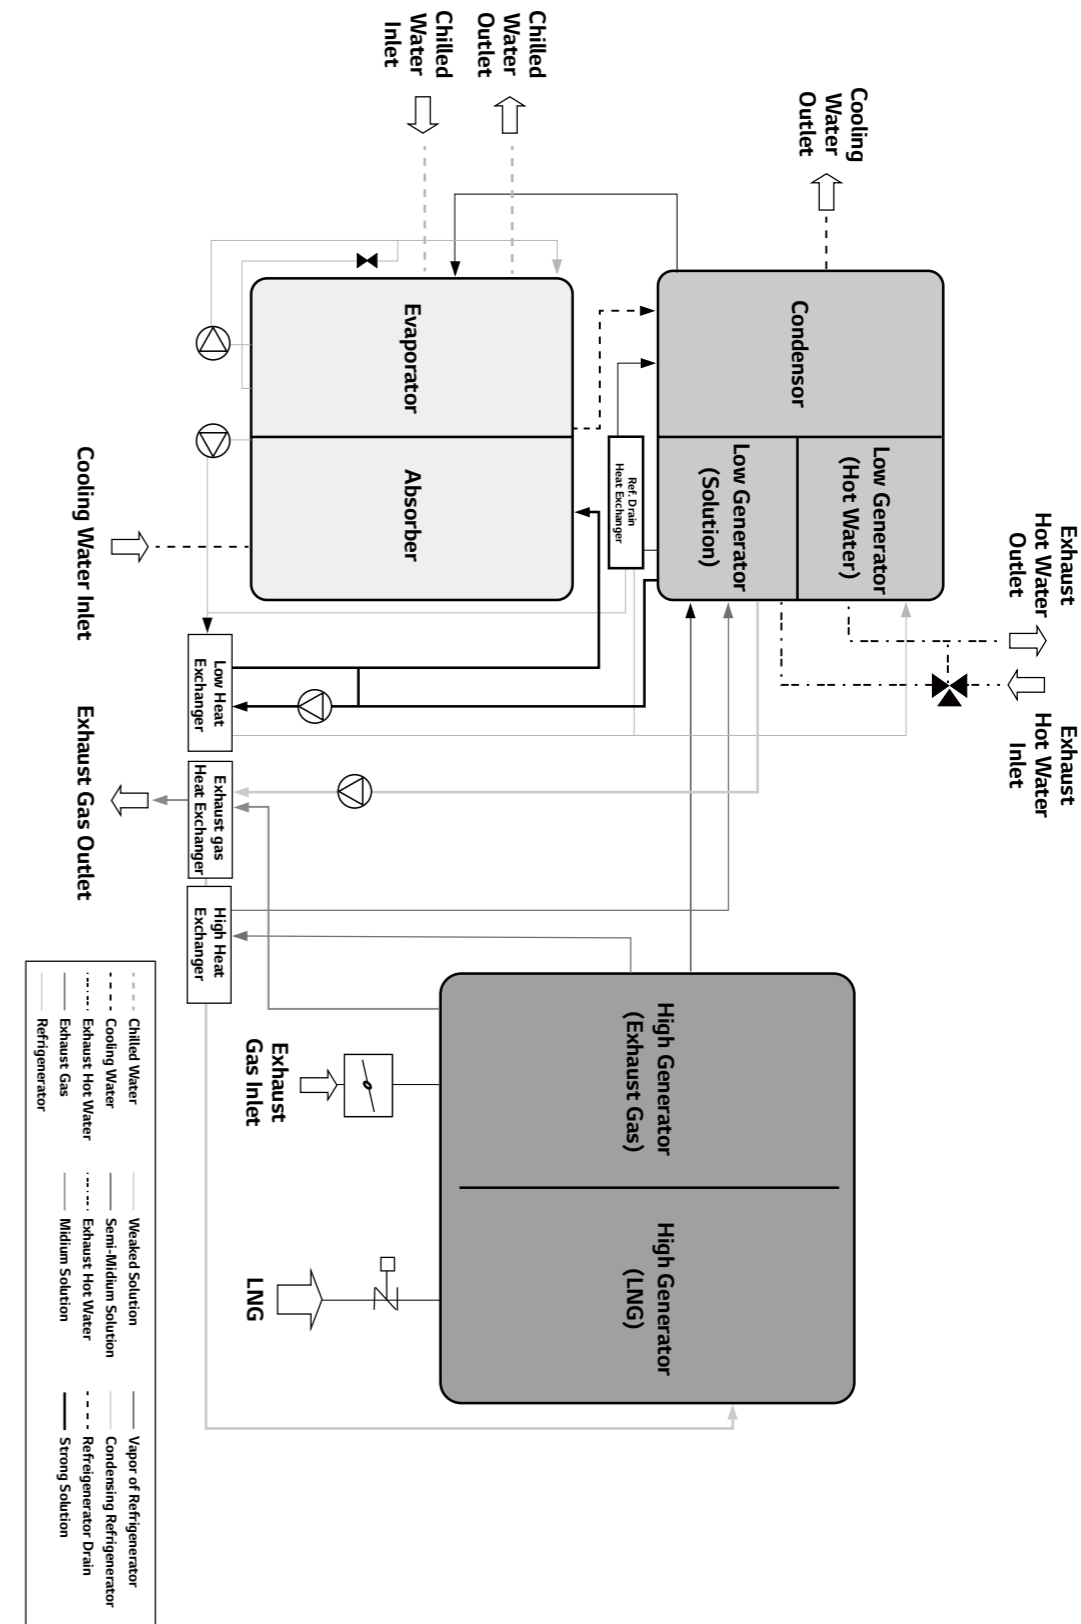 Chilled
Water
Inlet
Chilled
Water
Outlet
Cooling
Water
Outlet
Evaporator
Absorber
Condensor
Low Generator
(Solution)
Low Generator
(Hot Water)
Ref. Drain
Heat Exchanger
Exhaust
Hot Water
Outlet
Exhaust
Hot Water
Inlet
Cooling Water Inlet
Low Heat
Exchanger
Exhaust Gas Outlet
Exhaust gas
Heat Exchanger
High Heat
Exchanger
High Generator
(Exhaust Gas)
High Generator
(LNG)
Exhaust
Gas Inlet
LNG
Chilled Water
Cooling Water
Exhaust Hot Water
Exhaust Gas
Refrigerator
Weaked Solution
Semi-Midium Solution
Exhaust Hot Water
Midium Solution
Vapor of Refrigerator
Condensing Refrigerator
Refreigenerator Drain
Strong Solution